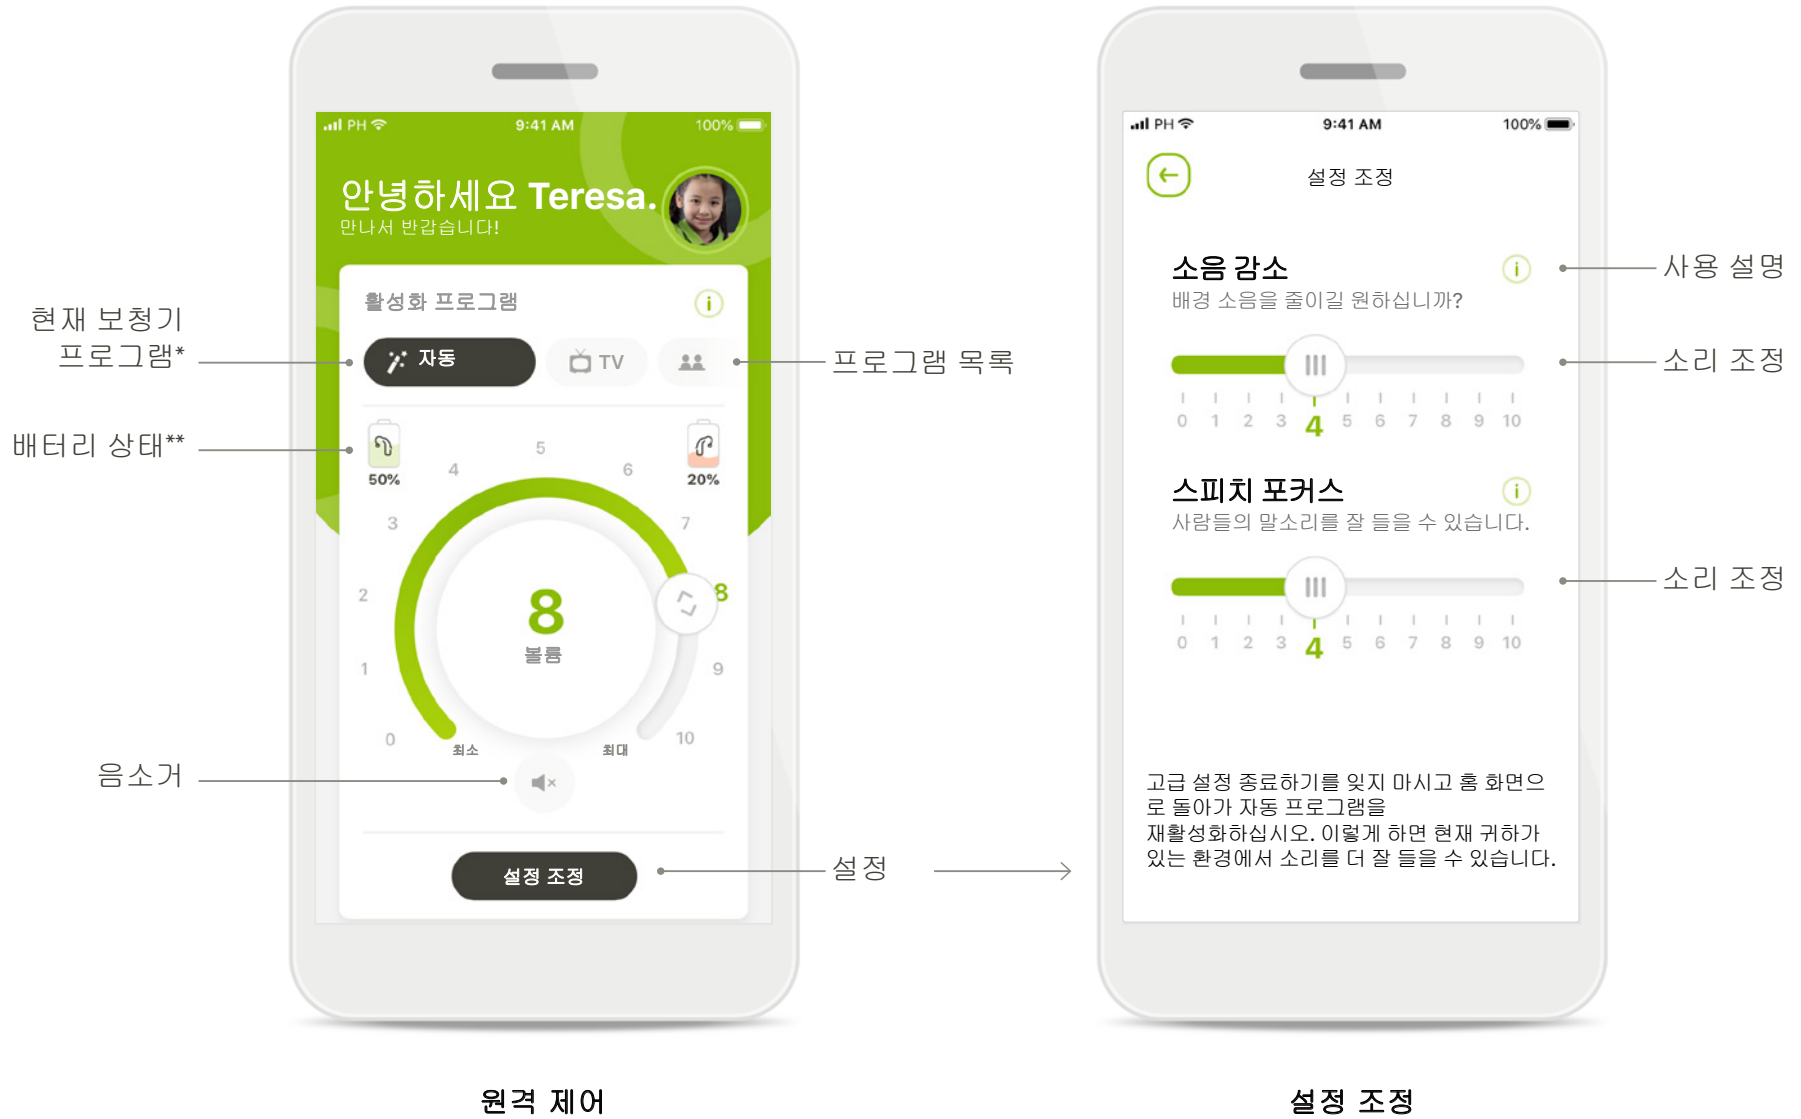 PH
9:41 AM
100%
안녕하세요 Teresa.
만나서 반갑습니다!
활성화 프로그램
자동
TV
50%
20%
0
1
2
3
4
5
6
7
8
9
10
8
볼륨
최소
최대
설정 조정
현재 보청기
프로그램*
배터리 상태**
음소거
프로그램 목록
설정
원격 제어
PH
9:41 AM
100%
설정 조정
소음 감소
배경 소음을 줄이길 원하십니까?
0 1 2 3 4 5 6 7 8 9 10
스피치 포커스
사람들의 말소리를 잘 들을 수 있습니다.
0 1 2 3 4 5 6 7 8 9 10
고급 설정 종료하기를 잊지 마시고 홈 화면으
로 돌아가 자동 프로그램을
재활성화하십시오. 이렇게 하면 현재 귀하가
있는 환경에서 소리를 더 잘 들을 수 있습니다.
사용 설명
소리 조정
소리 조정
설정 조정